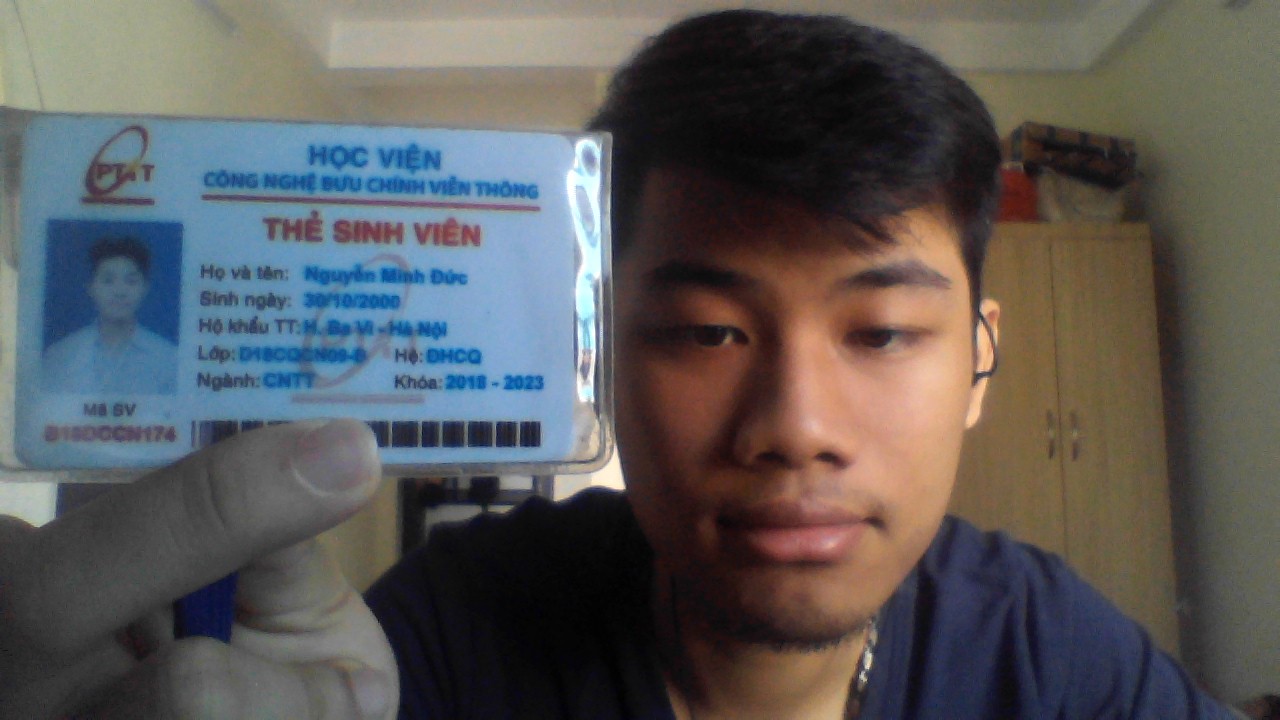 PTIT
HỌC VIỆN
CÔNG NGHỆ BƯU CHÍNH VIỄN THÔNG
THẺ SINH VIÊN
Họ và tên: Nguyễn Minh Đức
Sinh ngày: 30/10/2000
Hộ khẩu TT: H. Ba Vì - Hà Nội
Lớp: D18CQCN09-B Hệ: ĐHCQ
Ngành: CNTT Khóa: 2018 - 2023
Mã SV
B18DCCN174